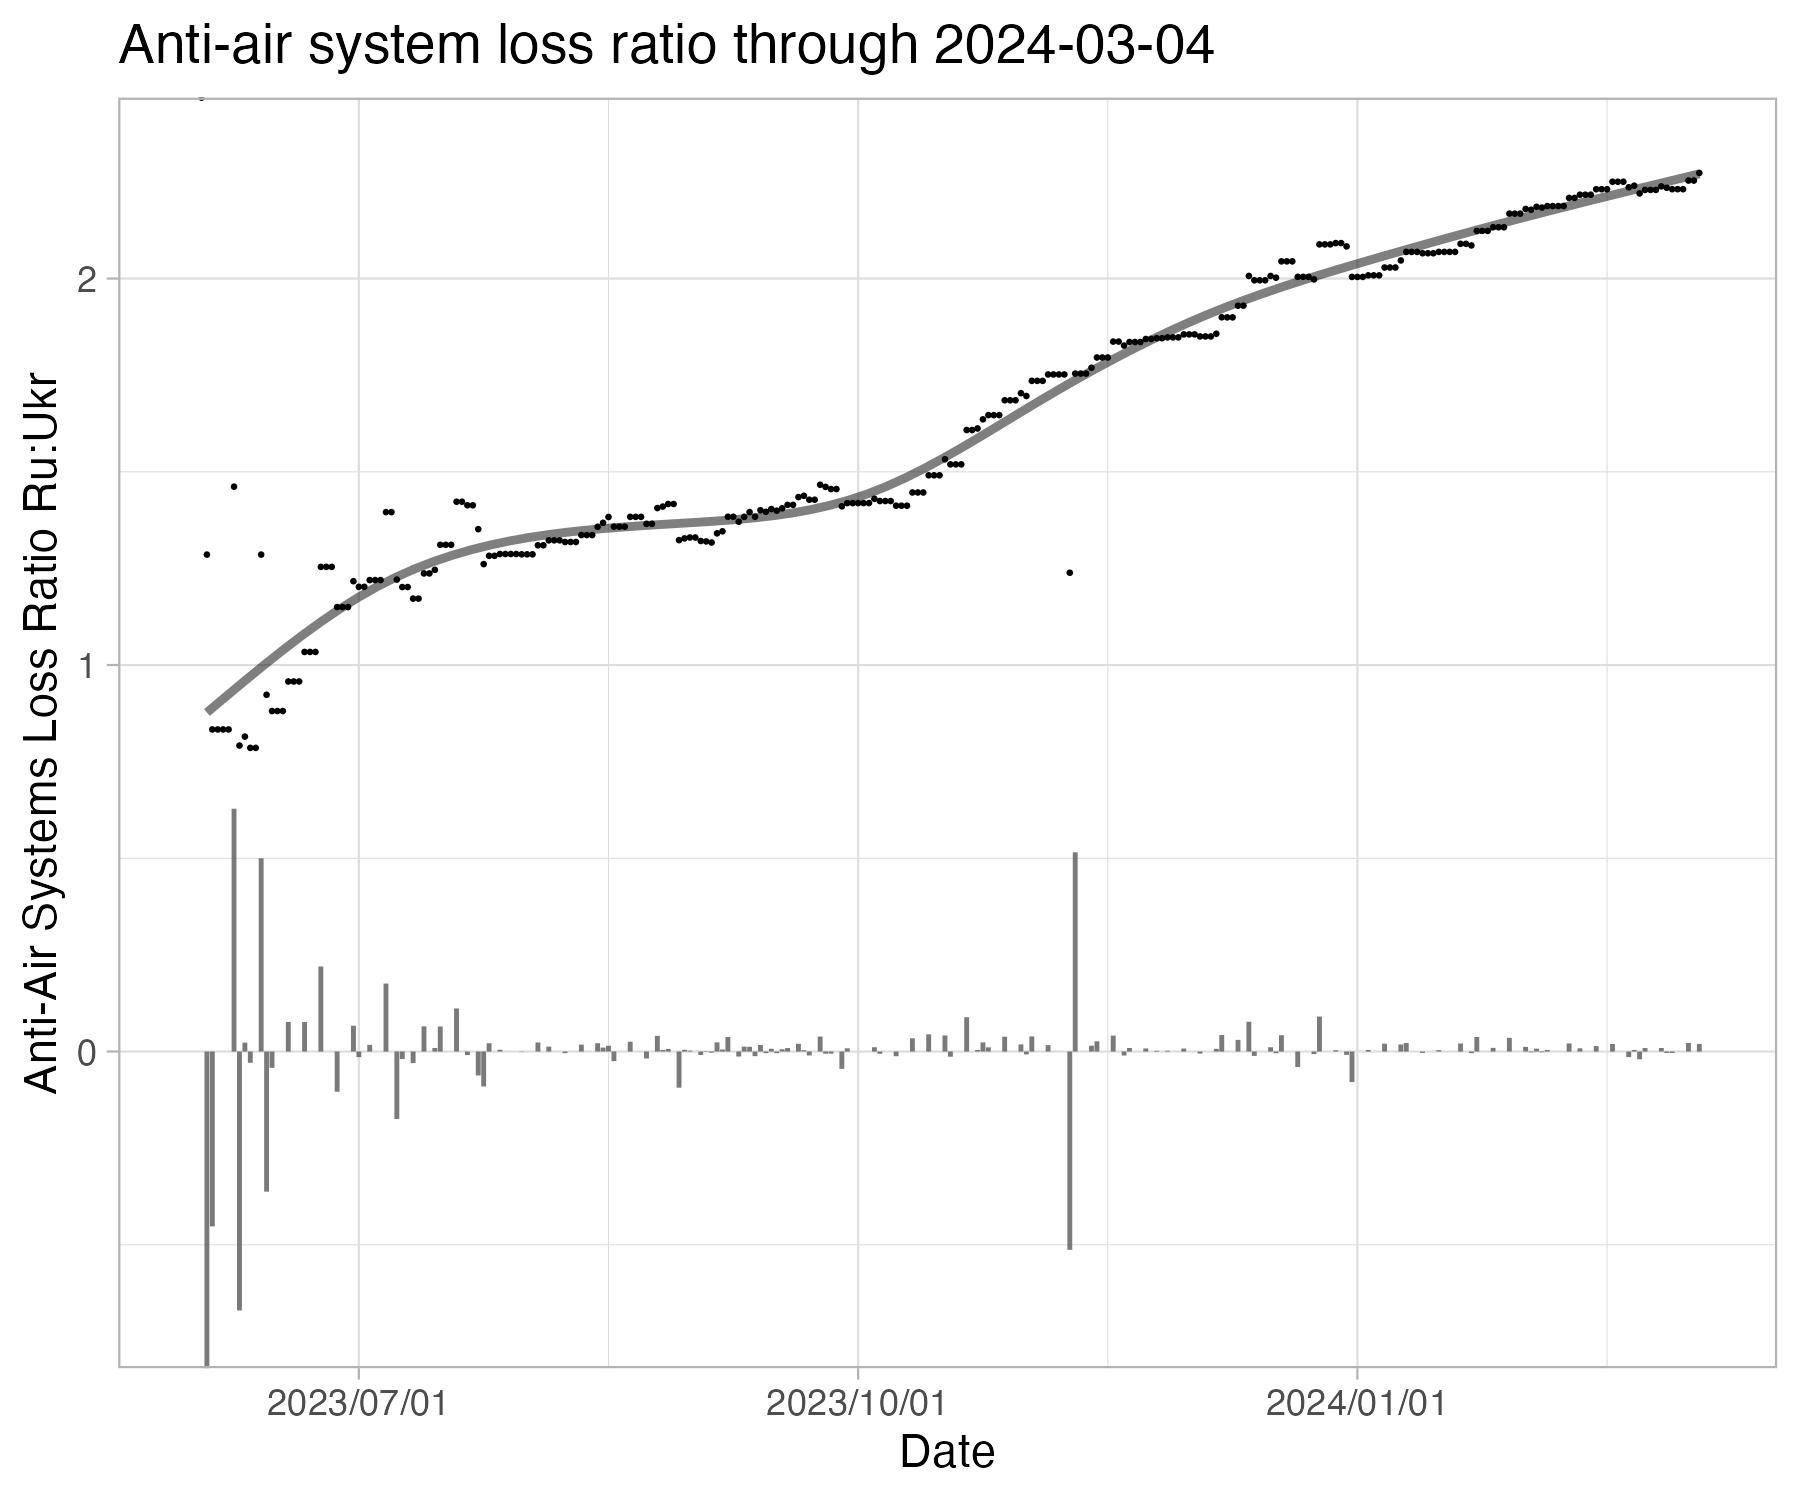 Anti-air system loss ratio through 2024-03-04
Anti-Air Systems Loss Ratio Ru:Ukr
2
1
0
2023/07/01
2023/10/01
2024/01/01
Date